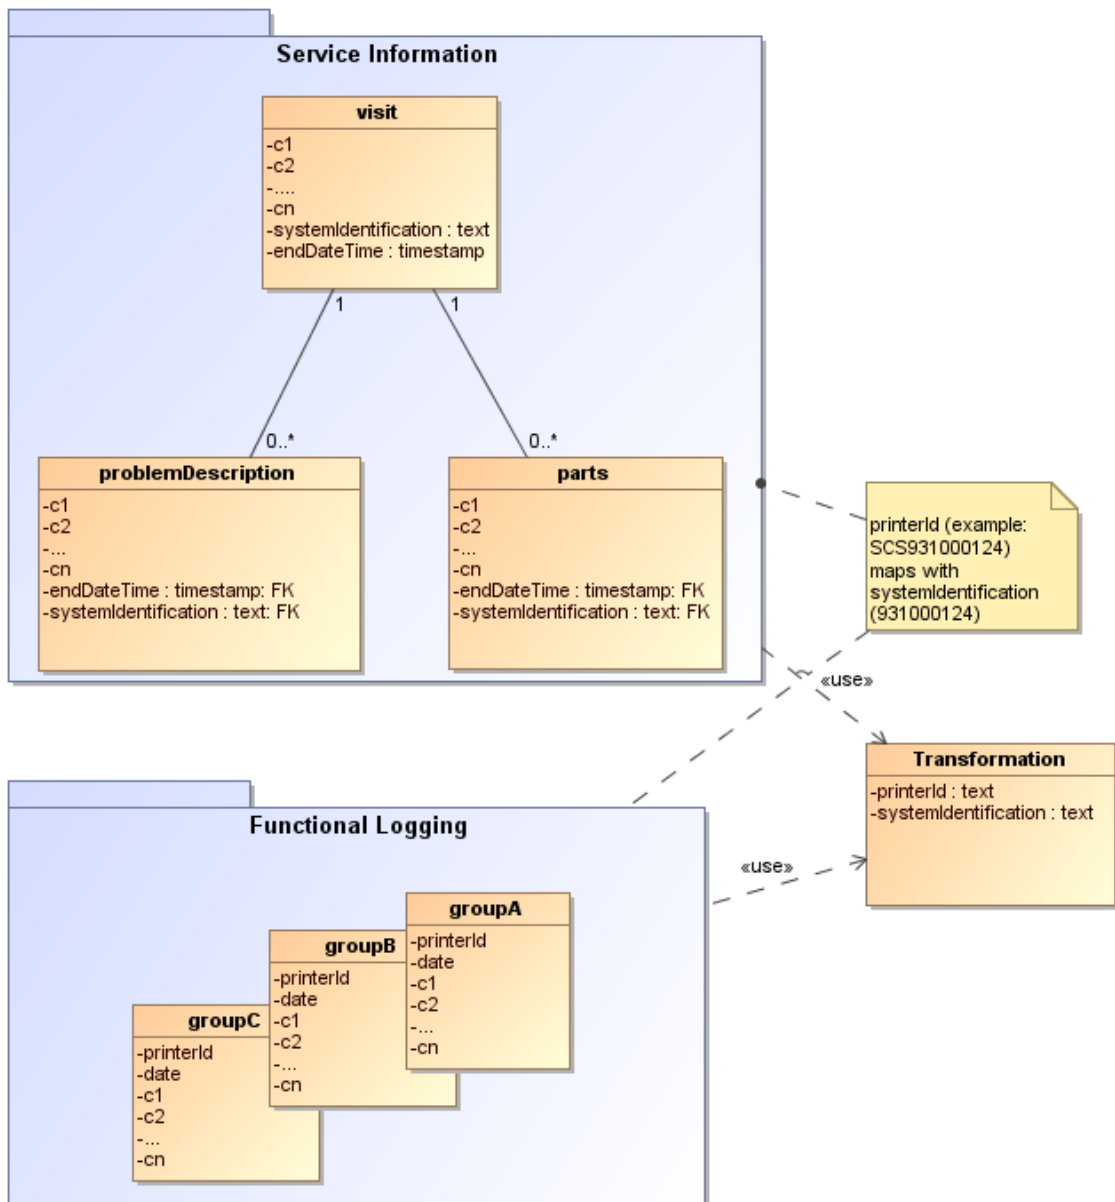 Service Information
visit
-c1
-c2
-....
-cn
-systemIdentification : text
-endDateTime : timestamp
1
1
0..*
0..*
problemDescription
-c1
-c2
-...
-cn
-endDateTime : timestamp: FK
-systemIdentification : text: FK
parts
-c1
-c2
-...
-cn
-endDateTime : timestamp: FK
-systemIdentification : text: FK
printerId (example:
SCS931000124)
maps with
systemIdentification
(931000124)
«use»
Transformation
-printerId : text
-systemIdentification : text
Functional Logging
«use»
groupA
-printerId
-date
-c1
-c2
-...
-cn
groupB
-printerId
-date
-c1
-c2
-...
-cn
groupC
-printerId
-date
-c1
-c2
-...
-cn